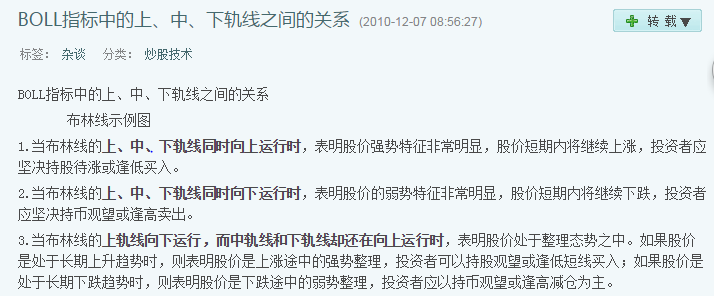 BOLL指标中的上、中、下轨线之间的关系 (2010-12-07 08:56:27) 转 载▼
标签: 杂谈 分类: 炒股技术
BOLL指标中的上、中、下轨线之间的关系
布林线示例图
1.当布林线的上、中、下轨线同时向上运行时，表明股价强势特征非常明显，股价短期内将继续上涨，投资者应
坚决持股待涨或逢低买入。
2.当布林线的上、中、下轨线同时向下运行时，表明股价的弱势特征非常明显，股价短期内将继续下跌，投资者
应坚决持币观望或逢高卖出。
3.当布林线的上轨线向下运行，而中轨线和下轨线却还在向上运行时，表明股价处于整理态势之中。如果股价
是处于长期上升趋势时，则表明股价是上涨途中的强势整理，投资者可以持股观望或逢低短线买入；如果股价是
处于长期下跌趋势时，则表明股价是下跌途中的弱势整理，投资者应以持币观望或逢高减仓为主。